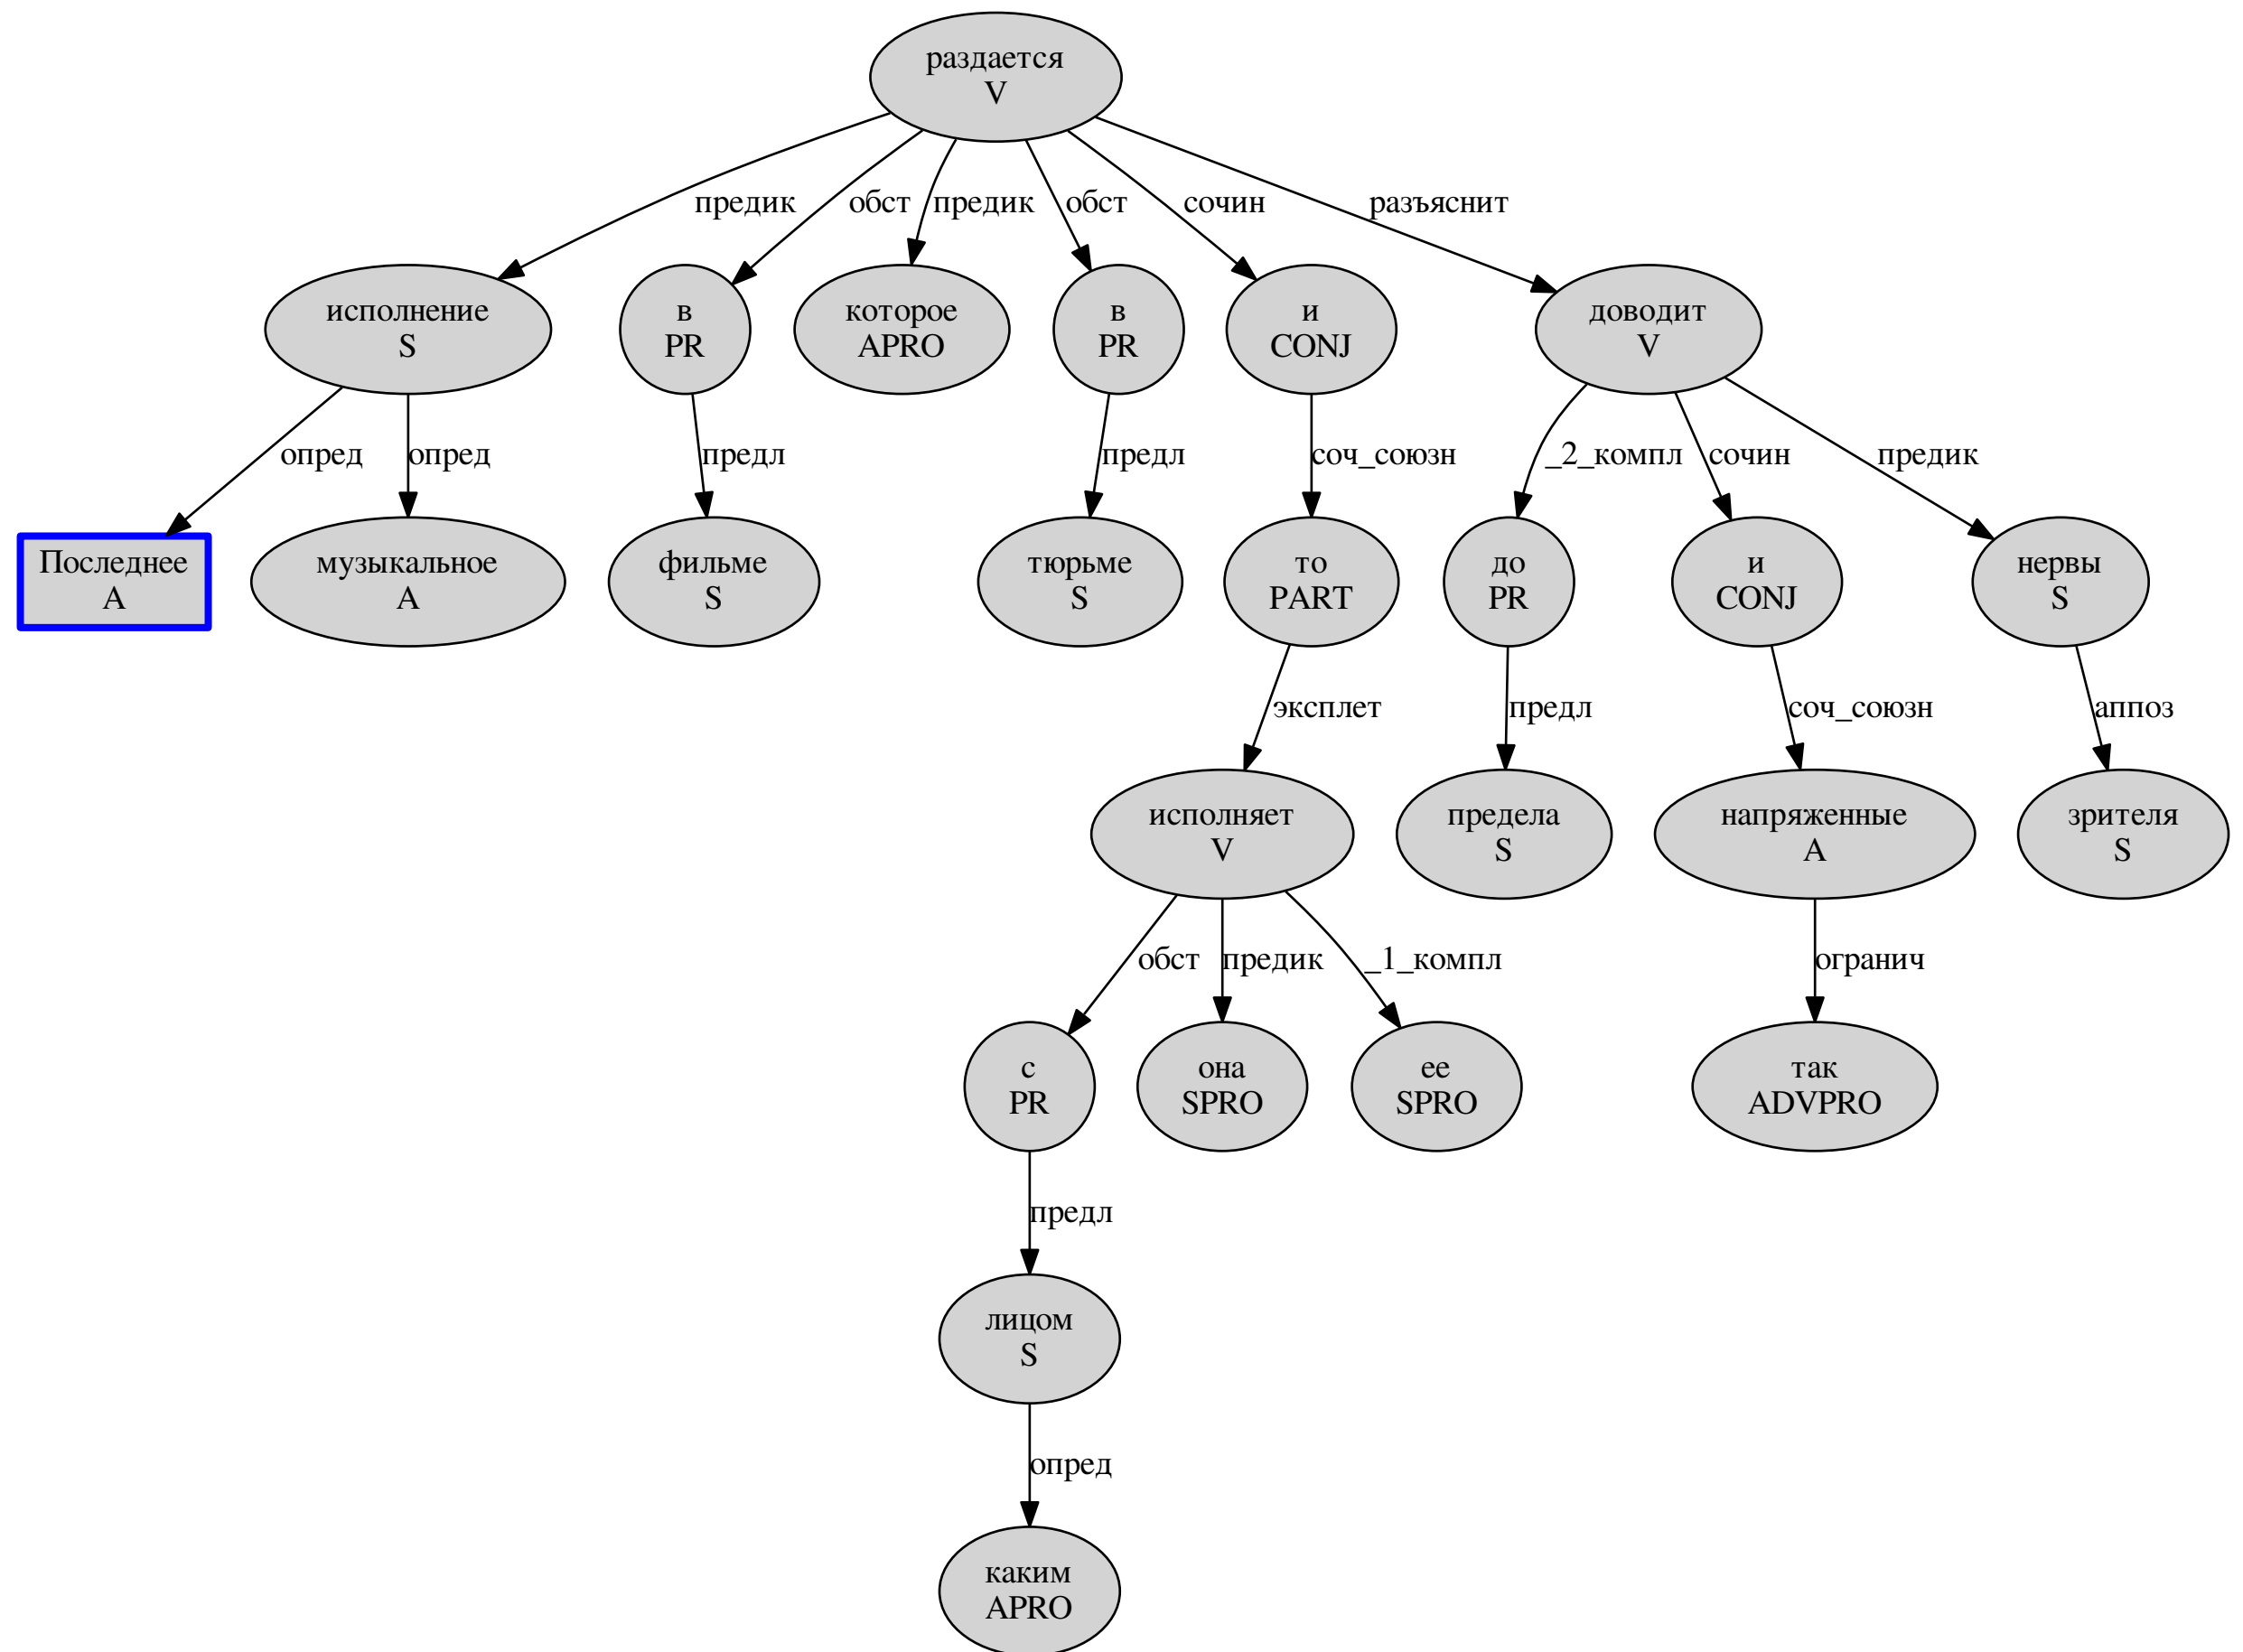 раздается
V
предик
обст
предик
обст
сочин
разъяснит
исполнение
S
в
PR
которое
APRO
в
PR
и
CONJ
доводит
V
опред
опред
предл
предл
соч_союзн
_2_компл
сочин
предик
Последнее
A
музыкальное
A
фильме
S
тюрьме
S
то
PART
до
PR
и
CONJ
нервы
S
эксплет
предл
соч_союзн
аппоз
исполняет
V
предела
S
напряженные
A
зрителя
S
обст
предик
_1_компл
огранич
с
PR
она
SPRO
ее
SPRO
так
ADVPRO
предл
лицом
S
опред
каким
APRO